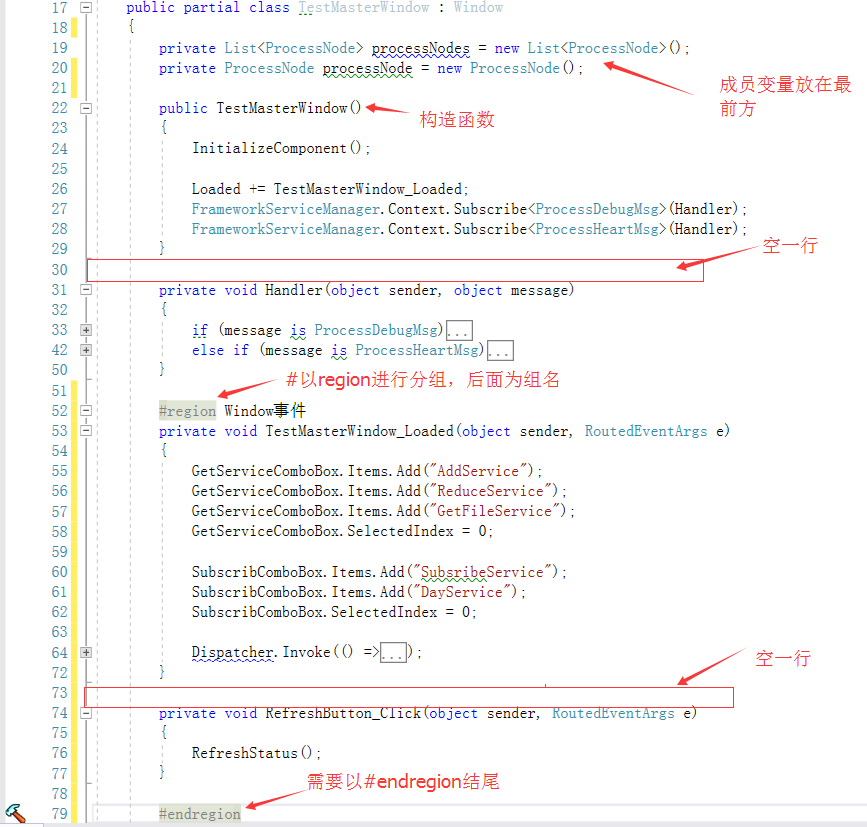 17 public partial class TestMasterWindow : Window
18 {
19 private List<ProcessNode> processNodes = new List<ProcessNode>();
20 private ProcessNode processNode = new ProcessNode();
成员变量放在最
前方
21
22 public TestMasterWindow()
构造函数
23 {
24 InitializeComponent();
25
26 Loaded += TestMasterWindow_Loaded;
27 FrameworkServiceManager.Context.Subscribe<ProcessDebugMsg>(Handler);
28 FrameworkServiceManager.Context.Subscribe<ProcessHeartMsg>(Handler);
29 }
空一行
30
31 private void Handler(object sender, object message)
32 {
33 if (message is ProcessDebugMsg)...
42 else if (message is ProcessHeartMsg)...
50 }
#以region进行分组，后面为组名
51
52 #region Window事件
53 private void TestMasterWindow_Loaded(object sender, RoutedEventArgs e)
54 {
55 GetServiceComboBox.Items.Add("AddService");
56 GetServiceComboBox.Items.Add("ReduceService");
57 GetServiceComboBox.Items.Add("GetFileService");
58 GetServiceComboBox.SelectedIndex = 0;
59
60 SubscribComboBox.Items.Add("SubsribeService");
61 SubscribComboBox.Items.Add("DayService");
62 SubscribComboBox.SelectedIndex = 0;
63
64 Dispatcher.Invoke(() =>...);
72 }
空一行
73
74 private void RefreshButton_Click(object sender, RoutedEventArgs e)
75 {
76 RefreshStatus();
77 }
需要以#endregion结尾
78
79 #endregion